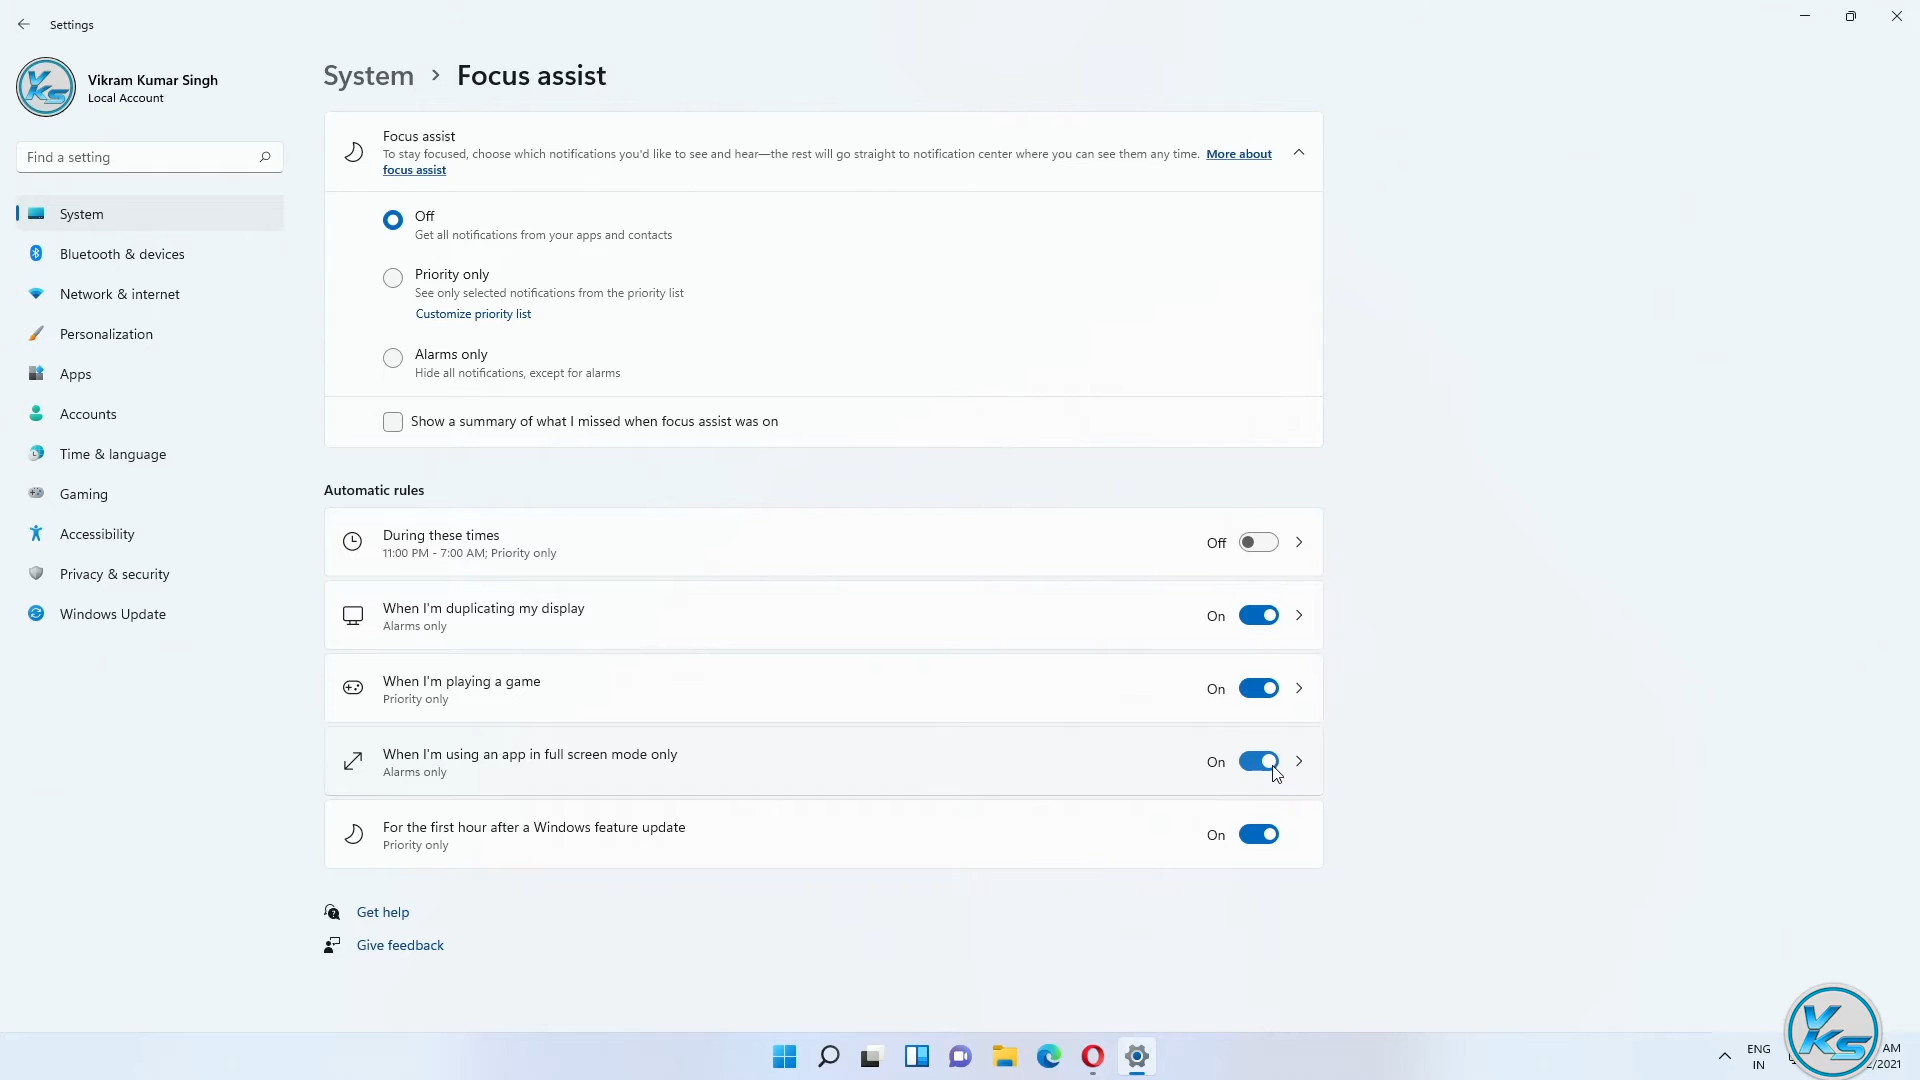 Settings
Vikram Kumar Singh
Local Account
Find a setting
System
Bluetooth & devices
Network & internet
Personalization
Apps
Accounts
Time & language
Gaming
Accessibility
Privacy & security
Windows Update
System > Focus assist
Focus assist
To stay focused, choose which notifications you'd like to see and hear—the rest will go straight to notification center where you can see them any time. More about
focus assist
Off
Get all notifications from your apps and contacts
Priority only
See only selected notifications from the priority list
Customize priority list
Alarms only
Hide all notifications, except for alarms
Show a summary of what I missed when focus assist was on
Automatic rules
During these times
11:00 PM - 7:00 AM; Priority only
Off
When I'm duplicating my display
Alarms only
On
When I'm playing a game
Priority only
On
When I'm using an app in full screen mode only
Alarms only
On
For the first hour after a Windows feature update
Priority only
On
Get help
Give feedback
ENG
IN
AM
/2021
VKS